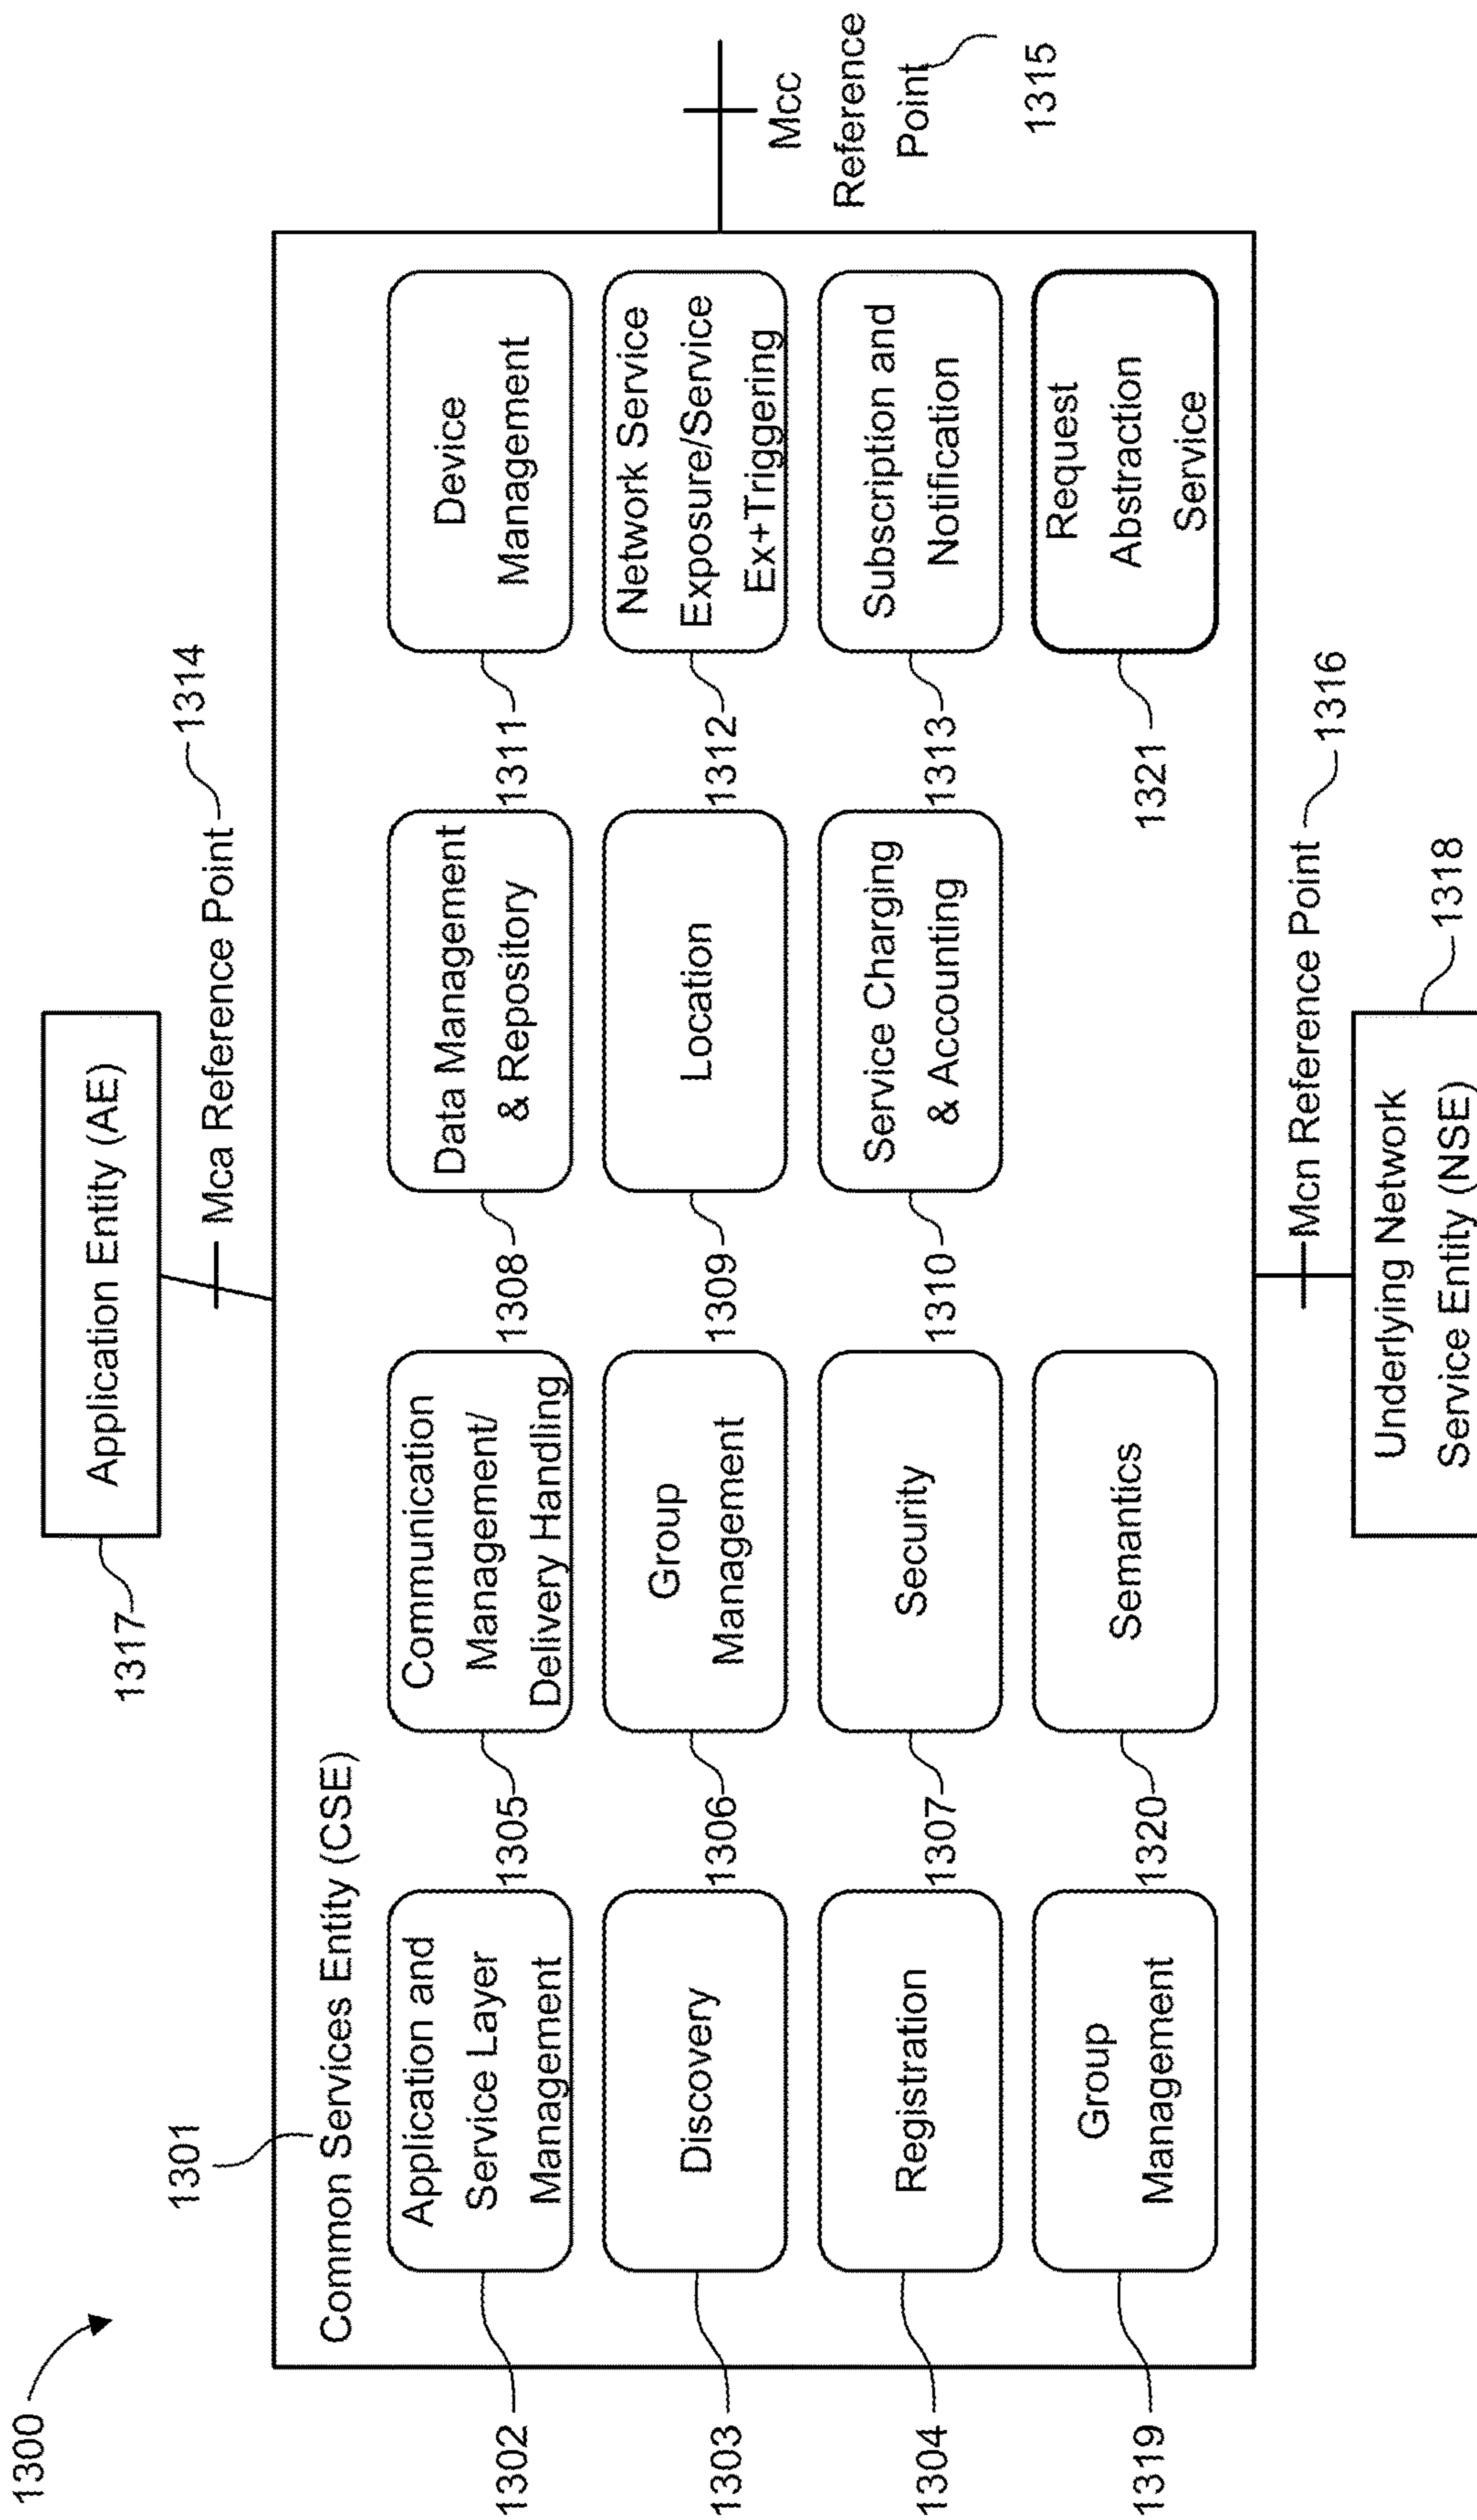 1300
1301
1317
Application Entity (AE)
Mca Reference Point
1314
Common Services Entity (CSE)
1302
Application and
Service Layer
Management
1305
Communication
Management/
Delivery Handling
1308
Data Management
& Repository
1311
Device
Management
1303
Discovery
1306
Group
Management
1309
Location
1312
Network Service
Exposure/Service
Ex+Triggering
1304
Registration
1307
Security
1310
Service Charging
& Accounting
1313
Subscription and
Notification
1319
Group
Management
1320
Semantics
1321
Request
Abstraction
Service
Mcc
Reference
Point
1315
Mcn Reference Point
1316
Underlying Network
Service Entity (NSE)
1318